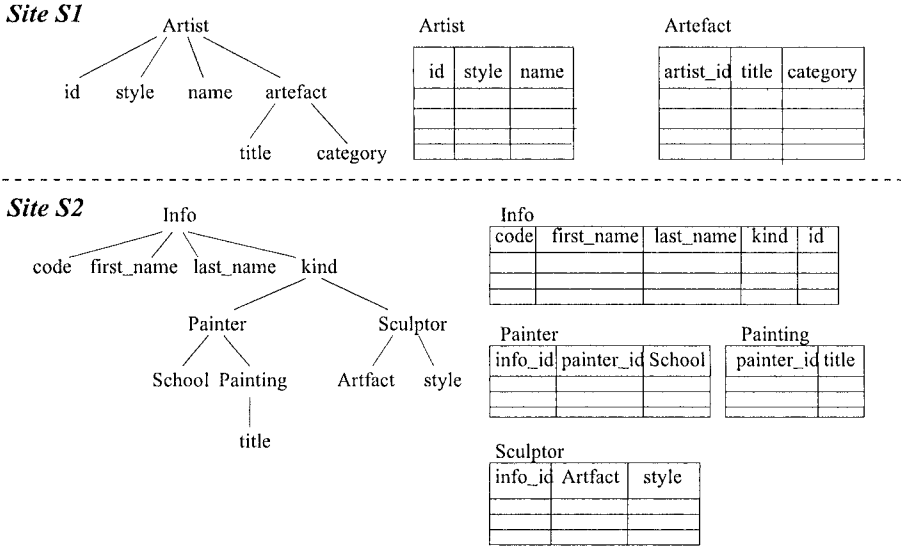 Site S1
Artist
id style name artefact
title category
Artist
id style name
Artefact
artist_id title category
Site S2
Info
code first_name last_name kind
Painter Sculptor
School Painting Artfact style
title
Info
code first_name last_name kind id
Painter
info_id painter_id School
Painting
painter_id title
Sculptor
info_id Artfact style